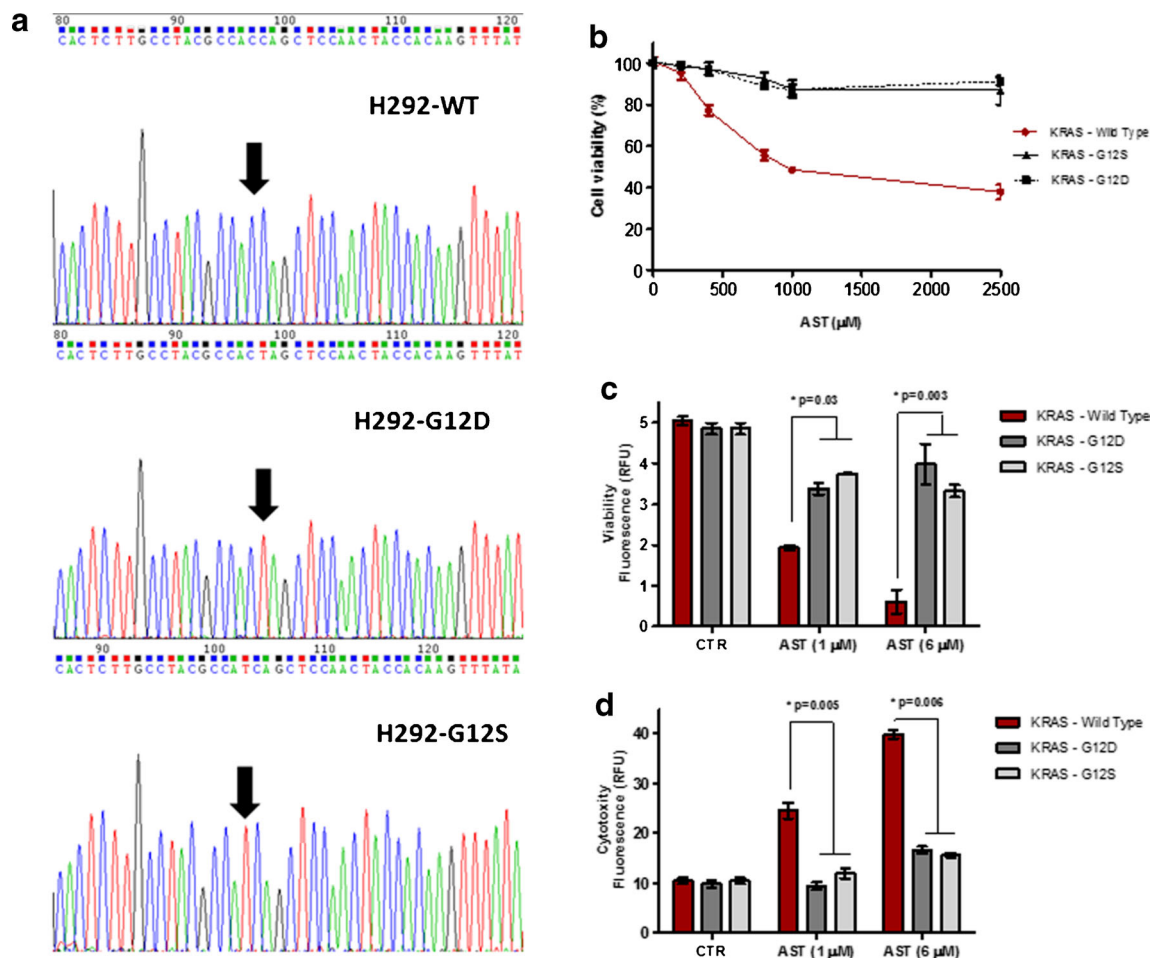 a
80 90 100 110 120
CACTCTTGCCTACGCCACCAGCTCCAACTACCACAAGTTTAT
H292-WT
80 90 100 110 120
CACTCTTGCCTACGCCACTAGCTCCAACTACCACAAGTTTAT
H292-G12D
90 100 110 120
CACTCTTGCCTACGCCATCAGCTCCAACTACCACAAGTTTATA
H292-G12S
b
100
80
60
40
20
0
Cell viability (%)
0 500 1000 1500 2000 2500
AST (µM)
KRAS - Wild Type
KRAS - G12S
KRAS - G12D
c
* p=0.03
* p=0.003
5
4
3
2
1
0
Viability
Fluorescence (RFU)
CTR AST (1 µM) AST (6 µM)
KRAS - Wild Type
KRAS - G12D
KRAS - G12S
d
* p=0.005
* p=0.006
40
30
20
10
0
Cytotoxity
Fluorescence (RFU)
CTR AST (1 µM) AST (6 µM)
KRAS - Wild Type
KRAS - G12D
KRAS - G12S